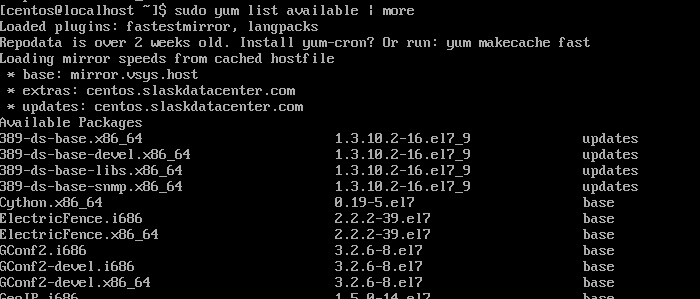 [centos@localhost ~]$ sudo yum list available | more
Loaded plugins: fastestmirror, langpacks
Repodata is over 2 weeks old. Install yum-cron? Or run: yum makecache fast
Loading mirror speeds from cached hostfile
 * base: mirror.vsys.host
 * extras: centos.slaskdatacenter.com
 * updates: centos.slaskdatacenter.com
Available Packages
389-ds-base.x86_64 1.3.10.2-16.el7_9 updates
389-ds-base-devel.x86_64 1.3.10.2-16.el7_9 updates
389-ds-base-libs.x86_64 1.3.10.2-16.el7_9 updates
389-ds-base-snmp.x86_64 1.3.10.2-16.el7_9 updates
Cython.x86_64 0.19-5.el7 base
ElectricFence.i686 2.2.2-39.el7 base
ElectricFence.x86_64 2.2.2-39.el7 base
GConf2.i686 3.2.6-8.el7 base
GConf2-devel.i686 3.2.6-8.el7 base
GConf2-devel.x86_64 3.2.6-8.el7 base
GeoIP.i686 1.5.0-14.el7 base